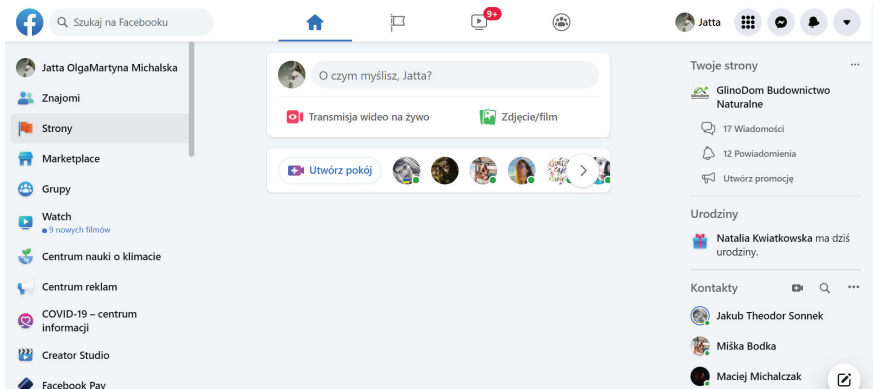 Szukaj na Facebooku
9+
Jatta
Jatta OlgaMartyna Michalska
Znajomi
Strony
Marketplace
Grupy
Watch
9 nowych filmów
Centrum nauki o klimacie
Centrum reklam
COVID-19 – centrum
informacji
Creator Studio
Facebook Pay
O czym myślisz, Jatta?
Transmisja wideo na żywo
Zdjęcie/film
Utwórz pokój
Twoje strony
GlinoDom Budownictwo
Naturalne
17 Wiadomości
12 Powiadomienia
Utwórz promocję
Urodziny
Natalia Kwiatkowska ma dziś
urodziny.
Kontakty
Jakub Theodor Sonnek
Miška Bodka
Maciej Michalczak